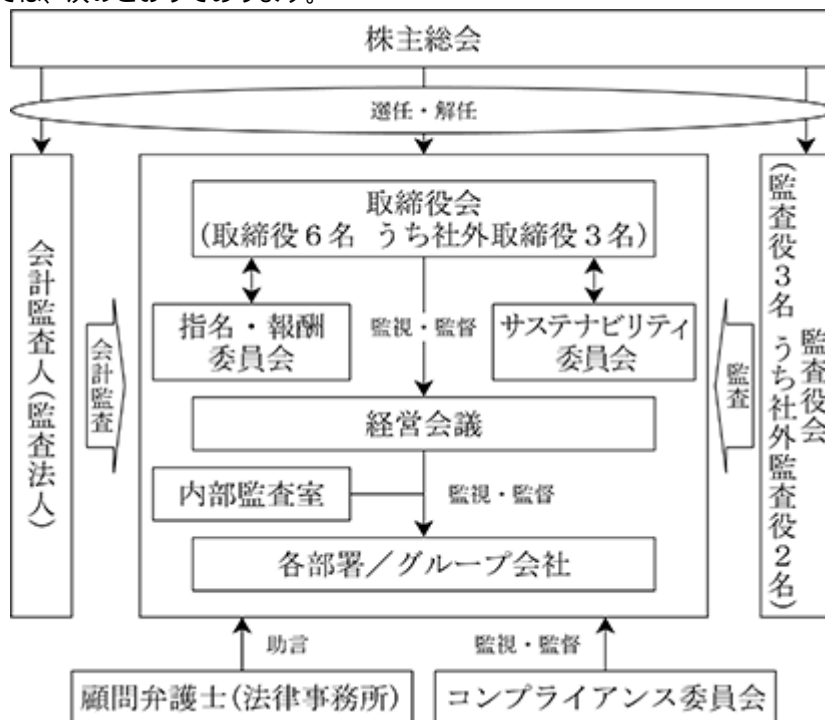 は、次のとおりであります。
株主総会
選任・解任
取締役会
(取締役6名 うち社外取締役3名)
指名・報酬
委員会
監視・監督
サステナビリティ
委員会
経営会議
内部監査室
監視・監督
各部署／グループ会社
会計監査人(監査法人)
会計監査
監査
監査役会
(監査役3名 うち社外監査役2名)
助言
監視・監督
顧問弁護士(法律事務所)
コンプライアンス委員会